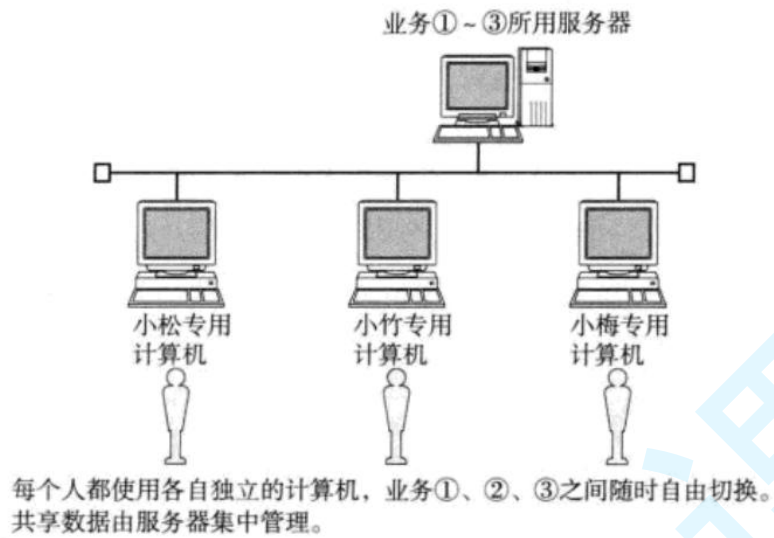 业务①~③所用服务器
小松专用 小竹专用 小梅专用
计算机 计算机 计算机
每个人都使用各自独立的计算机，业务①、②、③之间随时自由切换。
共享数据由服务器集中管理。